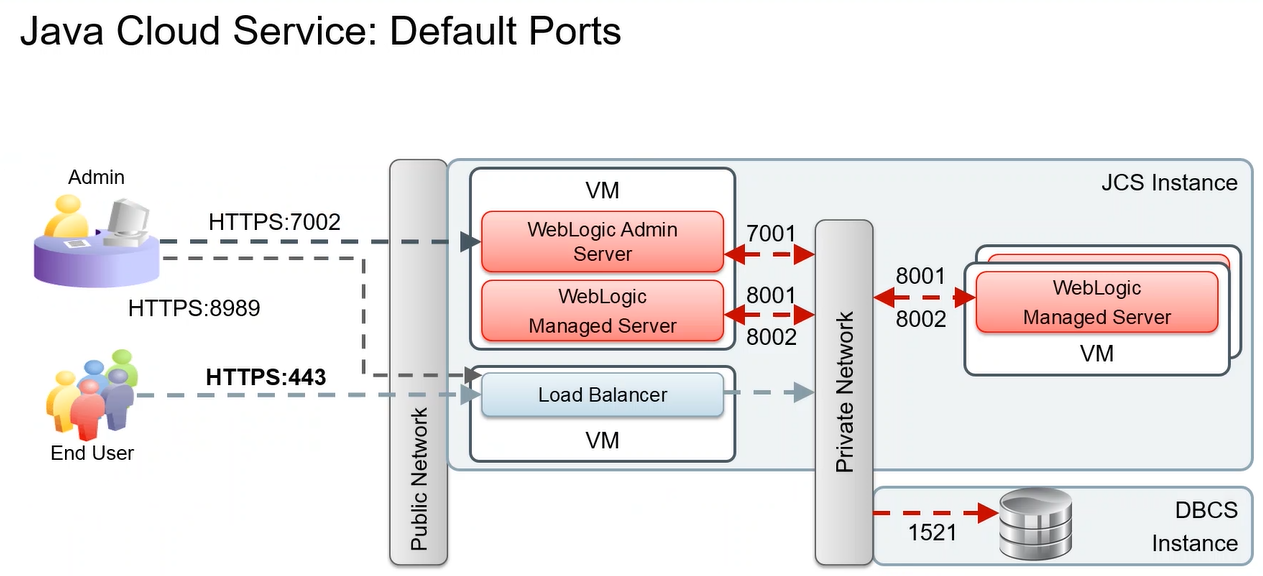 Java Cloud Service: Default Ports
Admin
HTTPS:7002
HTTPS:8989
HTTPS:443
End User
Public Network
VM
WebLogic Admin
Server
WebLogic
Managed Server
Load Balancer
VM
7001
8001
8002
Private Network
JCS Instance
8001
8002
WebLogic
Managed Server
VM
1521
DBCS
Instance